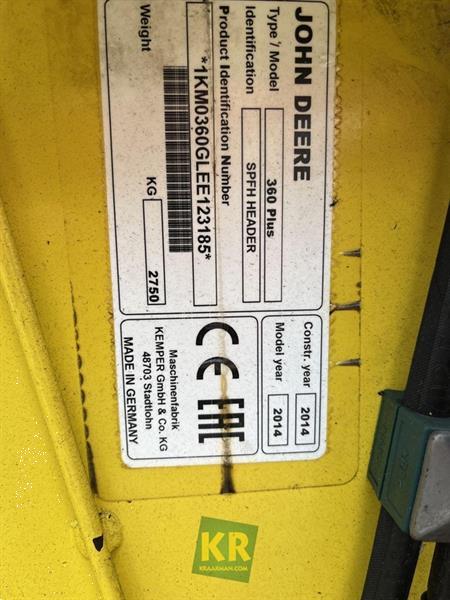 JOHN DEERE
Type / Model 360 Plus
Identification SPFH HEADER
Product Identification Number
*1KM0360GLEE123185*
Weight KG 2750
Constr. year 2014
Model year 2014
CE EAC
Maschinenfabrik
KEMPER GmbH & Co. KG
48703 Stadtlohn
MADE IN GERMANY
KR
KRAAKMAN.COM